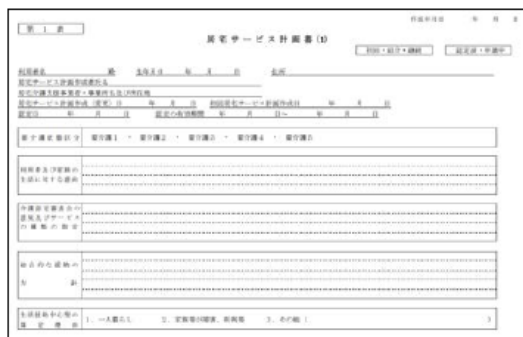 作成年月日 年 月 日
第 1 表
居宅サービス計画書(1)
初回・紹介・継続 認定済・申請中
利用者名 殿 生年月日 年 月 日 住所
居宅サービス計画作成者氏名
居宅介護支援事業者・事業所名及び所在地
居宅サービス計画作成(変更)日 年 月 日 初回居宅サービス計画作成日 年 月 日
認定日 年 月 日 認定の有効期間 年 月 日~ 年 月 日
要介護状態区分 要介護1 ・ 要介護2 ・ 要介護3 ・ 要介護4 ・ 要介護5
利用者及び家族の
生活に対する意向
介護認定審査会の
意見及びサービス
の種類の指定
総合的な援助の
方 針
生活援助中心型の
算 定 理 由
1. 一人暮らし 2. 家族等が障害、疾病等 3. その他( )